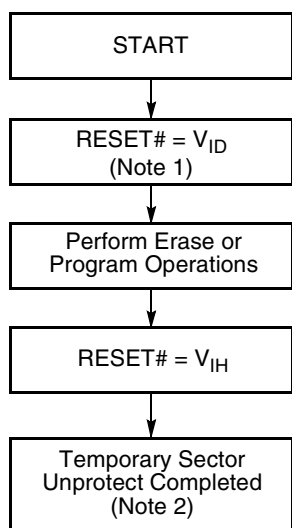 START
RESET# = VID
(Note 1)
Perform Erase or
Program Operations
RESET# = VIH
Temporary Sector
Unprotect Completed
(Note 2)